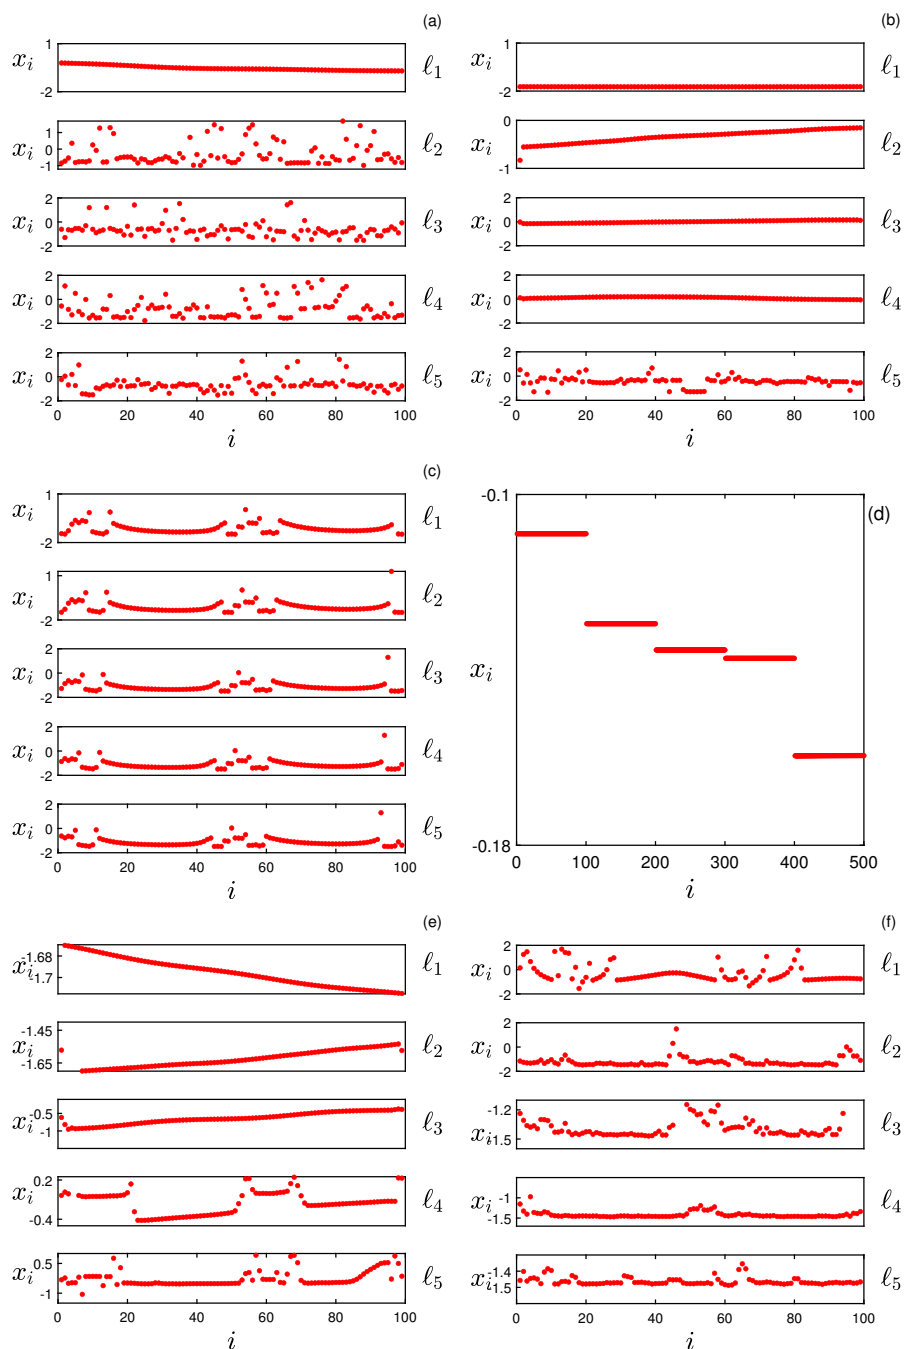 (a)
1
x_i
-2
ℓ1
1
x_i
0
-1
ℓ2
2
x_i
0
-2
ℓ3
2
x_i
0
-2
ℓ4
2
x_i
0
-2
ℓ5
0 20 40 60 80 100
i
(b)
1
x_i
-2
ℓ1
0
x_i
-1
ℓ2
2
x_i
0
-2
ℓ3
2
x_i
0
-2
ℓ4
2
x_i
0
-2
ℓ5
0 20 40 60 80 100
i
(c)
1
x_i
-2
ℓ1
1
x_i
-2
ℓ2
2
x_i
0
-2
ℓ3
2
x_i
0
-2
ℓ4
2
x_i
0
-2
ℓ5
0 20 40 60 80 100
i
-0.1
(d)
x_i
-0.18
0 100 200 300 400 500
i
(e)
-1.68
x_i
-1.7
ℓ1
-1.45
x_i
-1.65
ℓ2
-0.5
x_i
-1
ℓ3
0.2
x_i
-0.4
ℓ4
0.5
x_i
-1
ℓ5
0 20 40 60 80 100
i
(f)
2
x_i
0
-2
ℓ1
2
x_i
0
-2
ℓ2
-1.2
x_i
-1.5
ℓ3
-1
x_i
-1.5
ℓ4
-1.4
x_i
-1.5
ℓ5
0 20 40 60 80 100
i